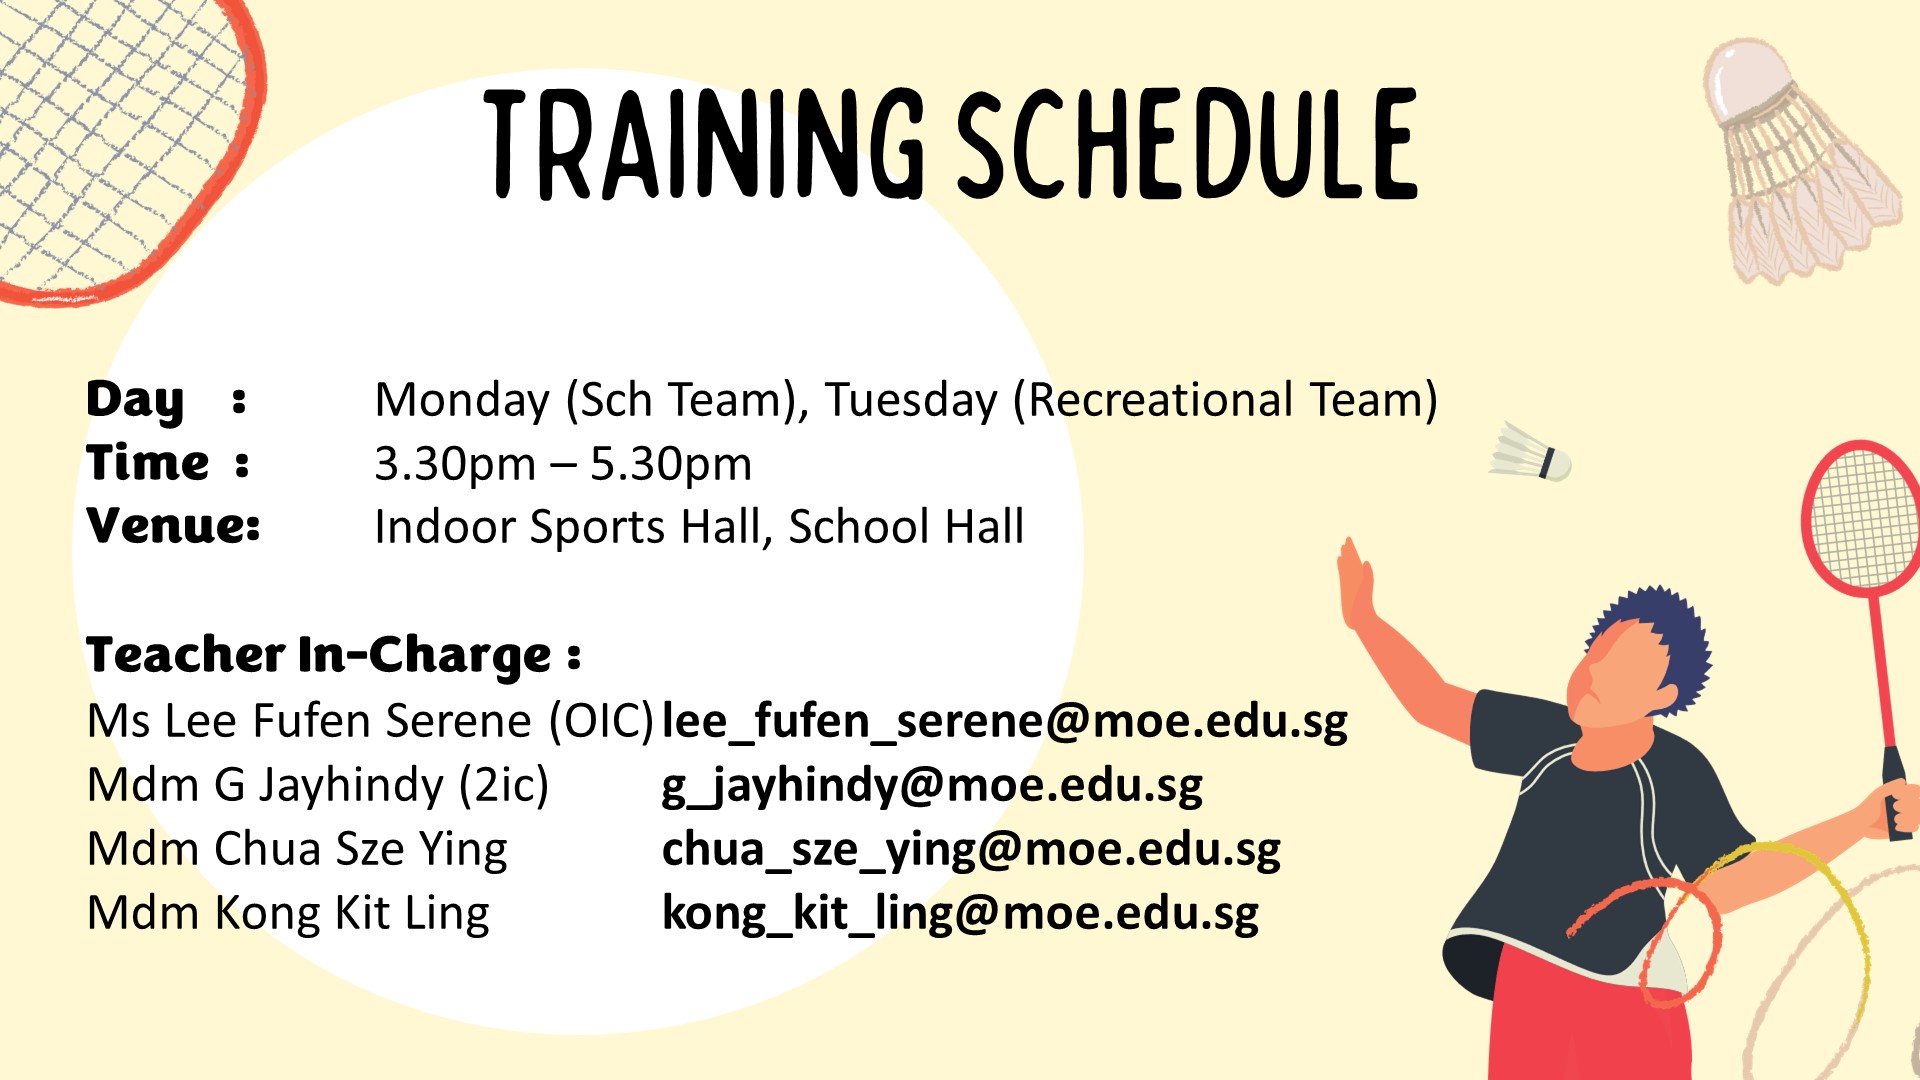 TRAINING SCHEDULE
Day : Monday (Sch Team), Tuesday (Recreational Team)
Time : 3.30pm – 5.30pm
Venue: Indoor Sports Hall, School Hall
Teacher In-Charge :
Ms Lee Fufen Serene (OIC) lee_fufen_serene@moe.edu.sg
Mdm G Jayhindy (2ic) g_jayhindy@moe.edu.sg
Mdm Chua Sze Ying chua_sze_ying@moe.edu.sg
Mdm Kong Kit Ling kong_kit_ling@moe.edu.sg